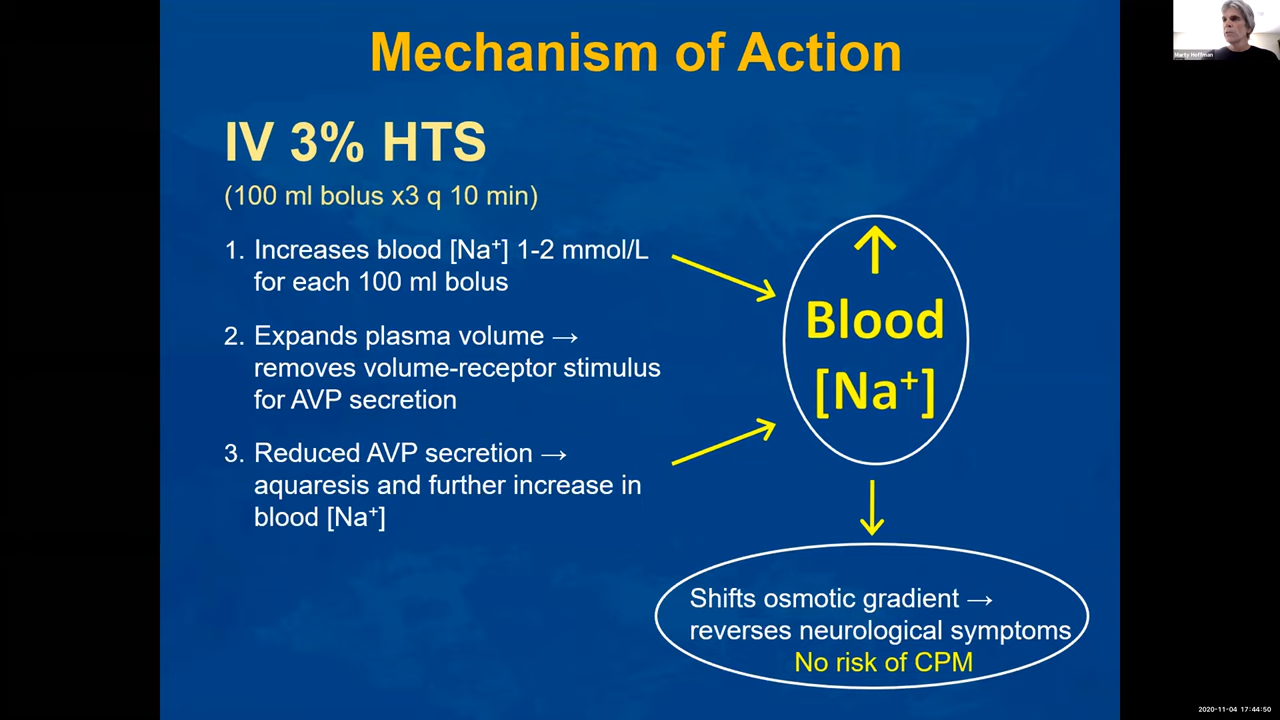 Mechanism of Action
Marty Hoffman
IV 3% HTS
(100 ml bolus x3 q 10 min)
1. Increases blood [Na⁺] 1-2 mmol/L
for each 100 ml bolus
2. Expands plasma volume →
removes volume-receptor stimulus
for AVP secretion
3. Reduced AVP secretion →
aquaresis and further increase in
blood [Na⁺]
↑
Blood
[Na⁺]
Shifts osmotic gradient →
reverses neurological symptoms
No risk of CPM
2020-11-04 17:44:50